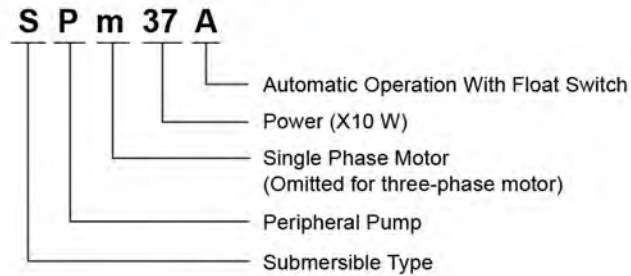 S P m 37 A
Automatic Operation With Float Switch
Power (X10 W)
Single Phase Motor
(Omitted for three-phase motor)
Peripheral Pump
Submersible Type